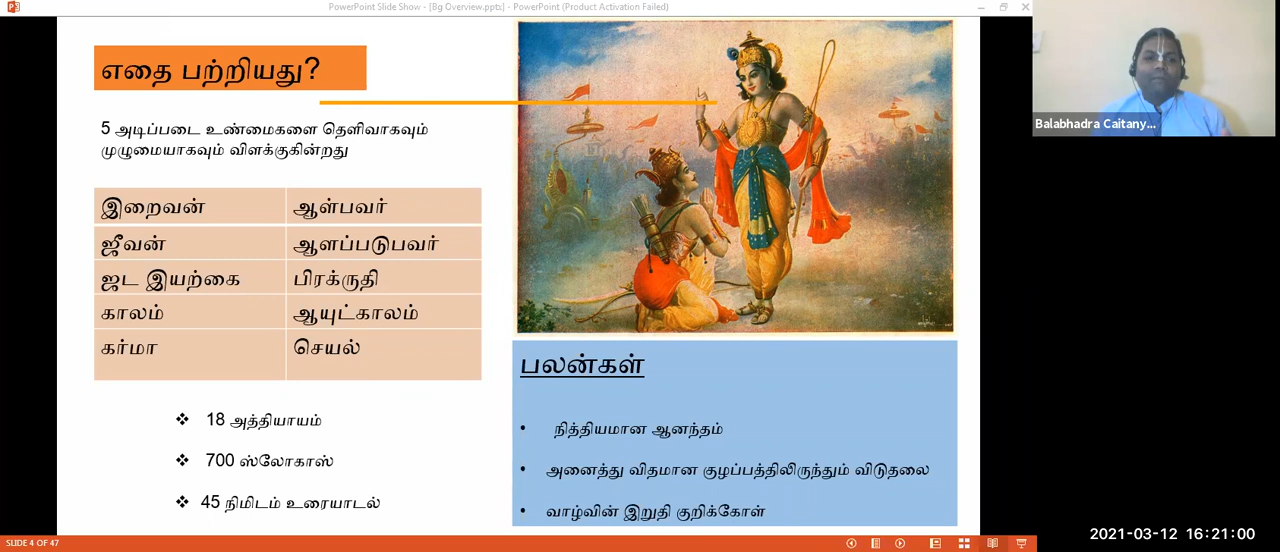 PowerPoint Slide Show - [Bg Overview.pptx] - PowerPoint (Product Activation Failed)
எதை பற்றியது?
5 அடிப்படை உண்மைகளை தெளிவாகவும்
முழுமையாகவும் விளக்குகின்றது
இறைவன் ஆள்பவர்
ஜீவன் ஆளப்படுபவர்
ஜட இயற்கை பிரக்ருதி
காலம் ஆயுட்காலம்
கர்மா செயல்
❖ 18 அத்தியாயம்
❖ 700 ஸ்லோகாஸ்
❖ 45 நிமிடம் உரையாடல்
பலன்கள்
• நித்தியமான ஆனந்தம்
• அனைத்து விதமான குழப்பத்திலிருந்தும் விடுதலை
• வாழ்வின் இறுதி குறிக்கோள்
Balabhadra Caitany...
SLIDE 4 OF 47
2021-03-12 16:21:00